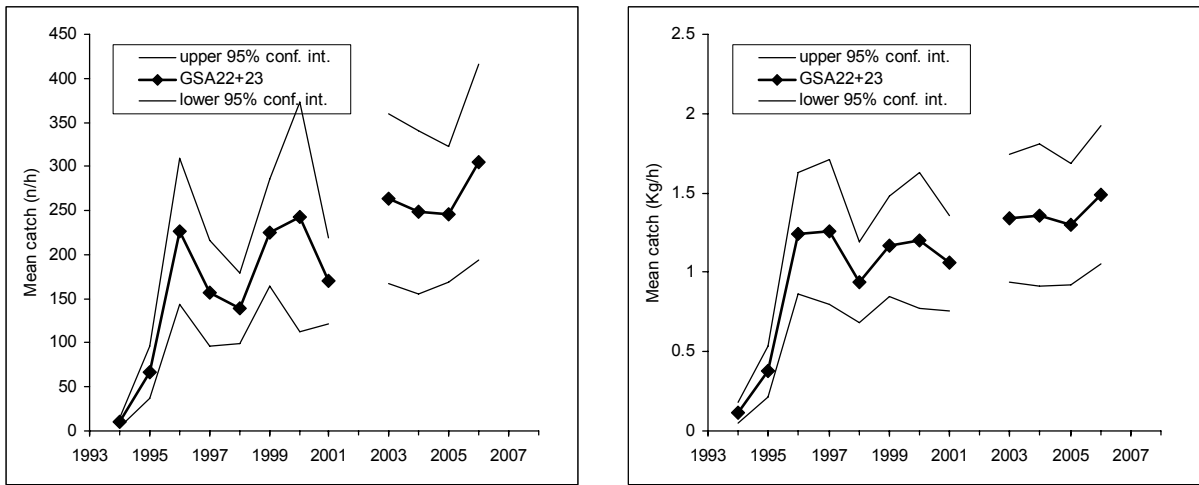 Mean catch (n/h)
450
400
350
300
250
200
150
100
50
0
upper 95% conf. int.
GSA22+23
lower 95% conf. int.
1993 1995 1997 1999 2001 2003 2005 2007
Mean catch (Kg/h)
2.5
2
1.5
1
0.5
0
upper 95% conf. int.
GSA22+23
lower 95% conf. int.
1993 1995 1997 1999 2001 2003 2005 2007